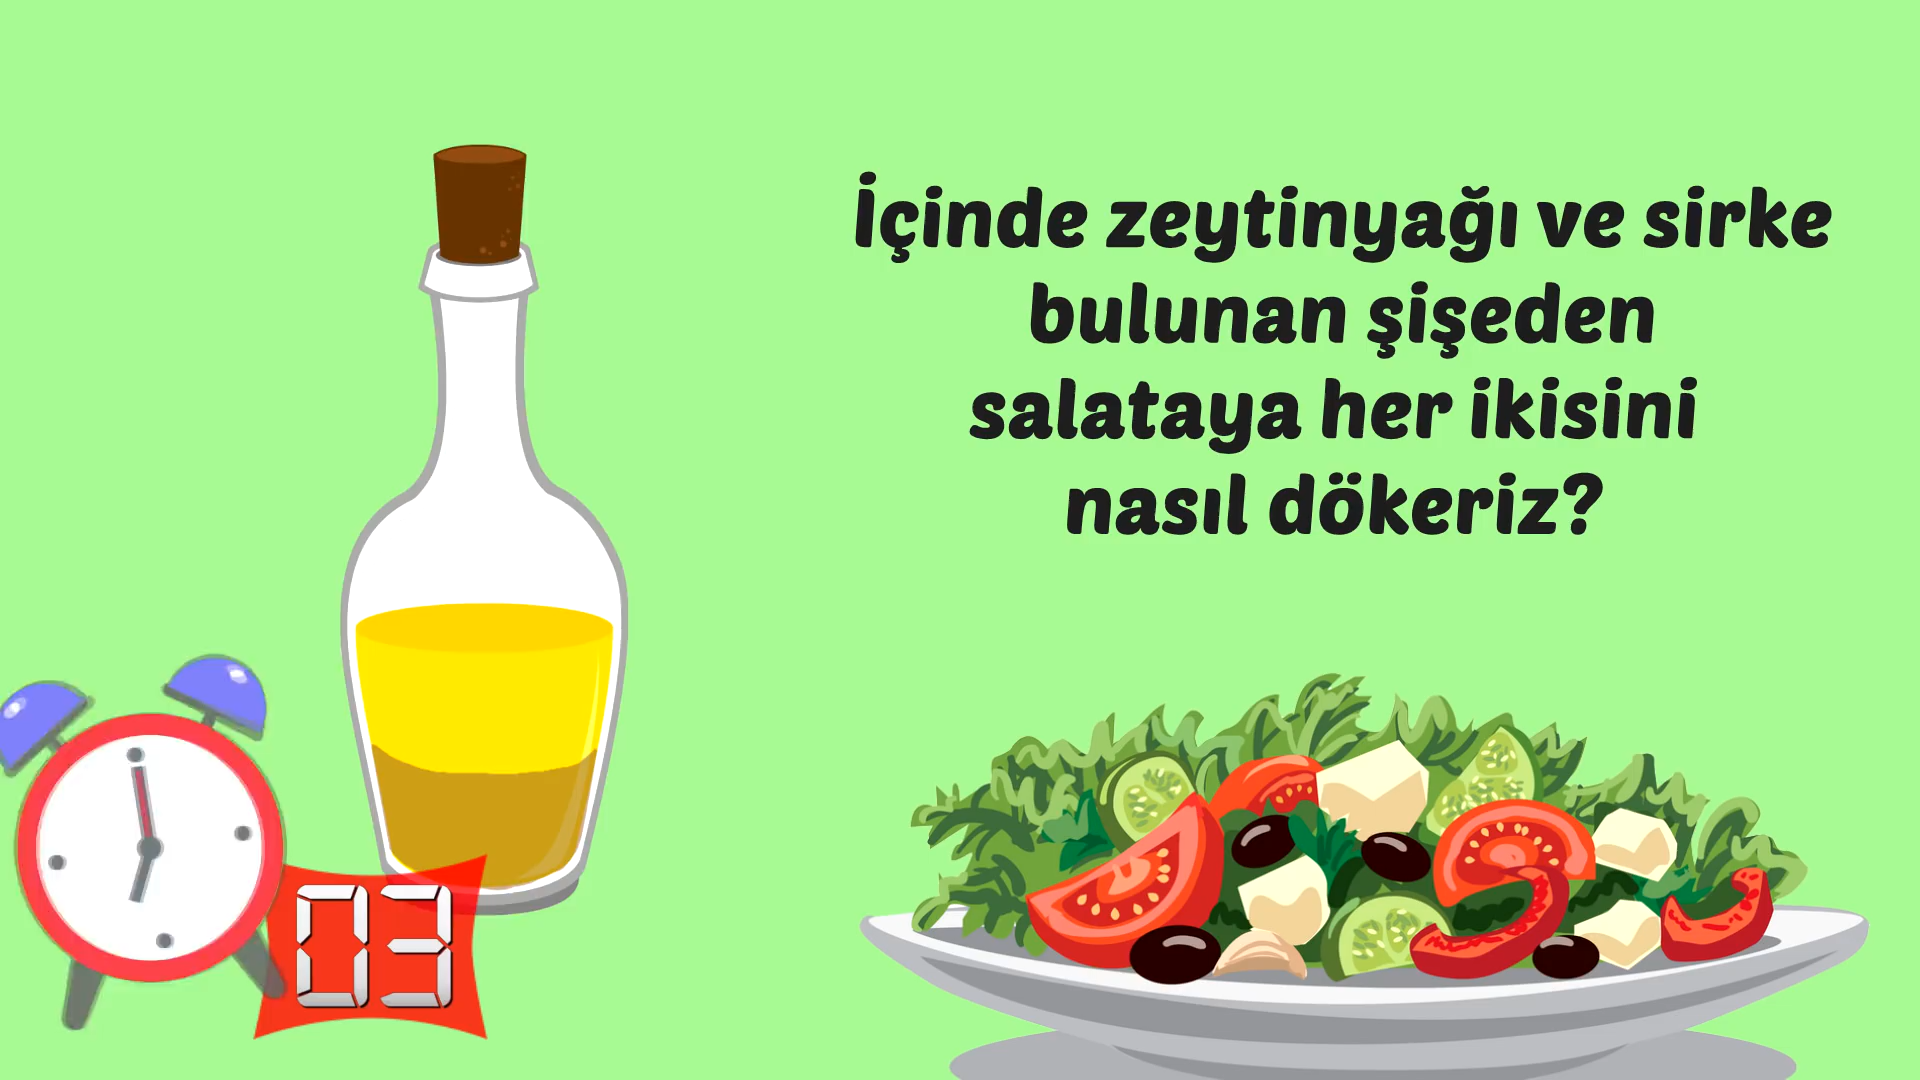 İçinde zeytinyağı ve sirke
bulunan şişeden
salataya her ikisini
nasıl dökeriz?
03